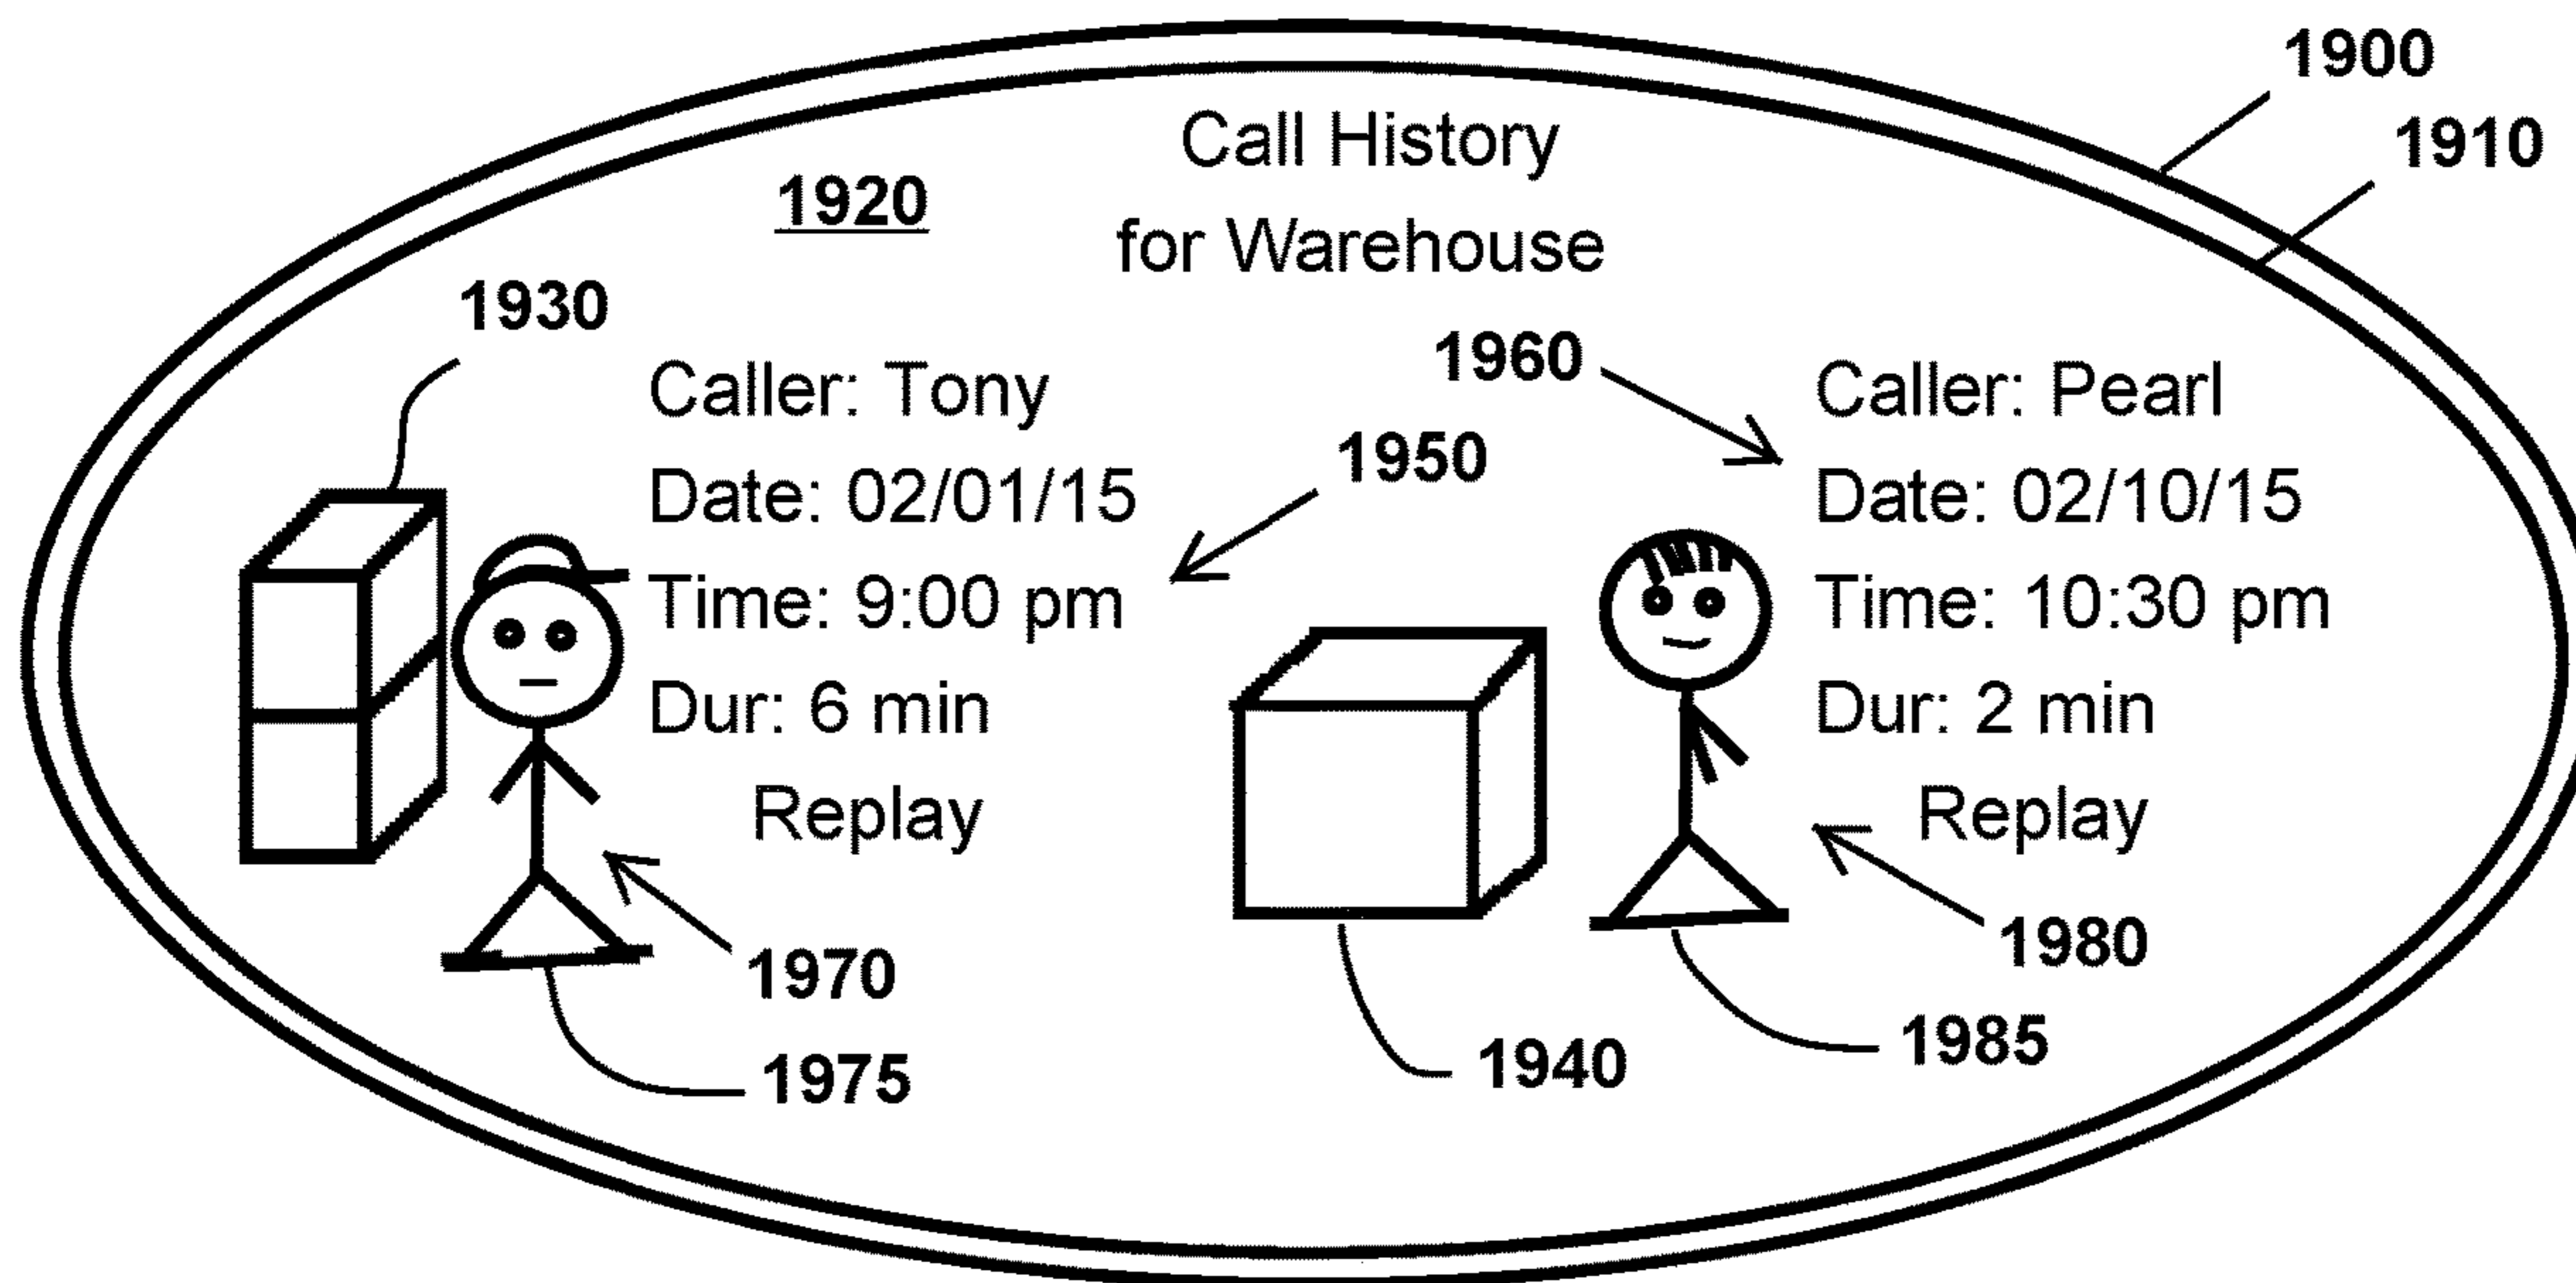 1900
1910
Call History
for Warehouse
1920
1930
Caller: Tony
Date: 02/01/15
Time: 9:00 pm
Dur: 6 min
Replay
1950
1960
Caller: Pearl
Date: 02/10/15
Time: 10:30 pm
Dur: 2 min
Replay
1970
1975
1940
1980
1985